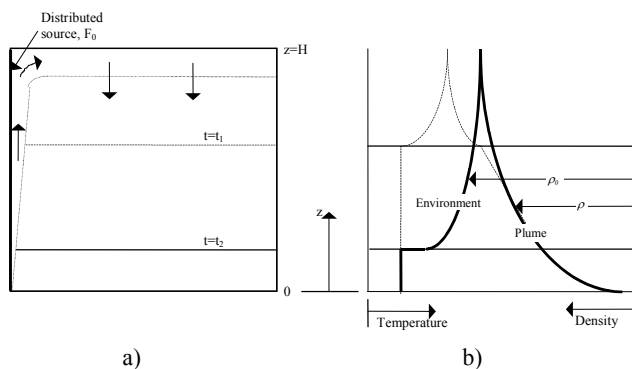 Distributed
source, F0
z=H
t=t1
t=t2
z
0
a)
ρ0
Environment
ρ
Plume
Temperature
Density
b)